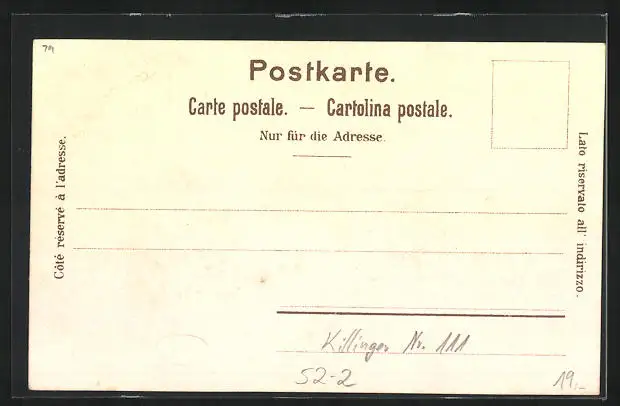 79
Postkarte.
Carte postale. — Cartolina postale.
Nur für die Adresse.
Côté réservé à l'adresse.
Lato riservato all' indirizzo.
Killinger Nr. 111
52-2
19.-